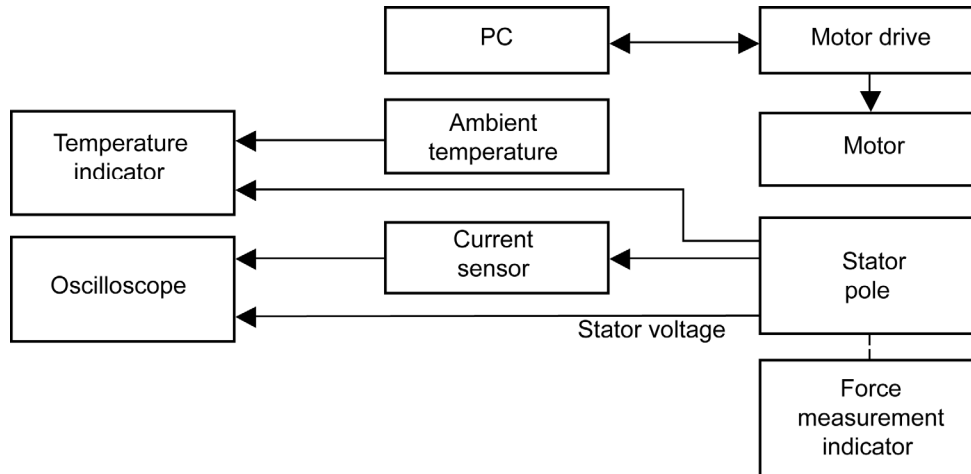 PC
Motor drive
Temperature
indicator
Ambient
temperature
Motor
Oscilloscope
Current
sensor
Stator
pole
Stator voltage
Force
measurement
indicator